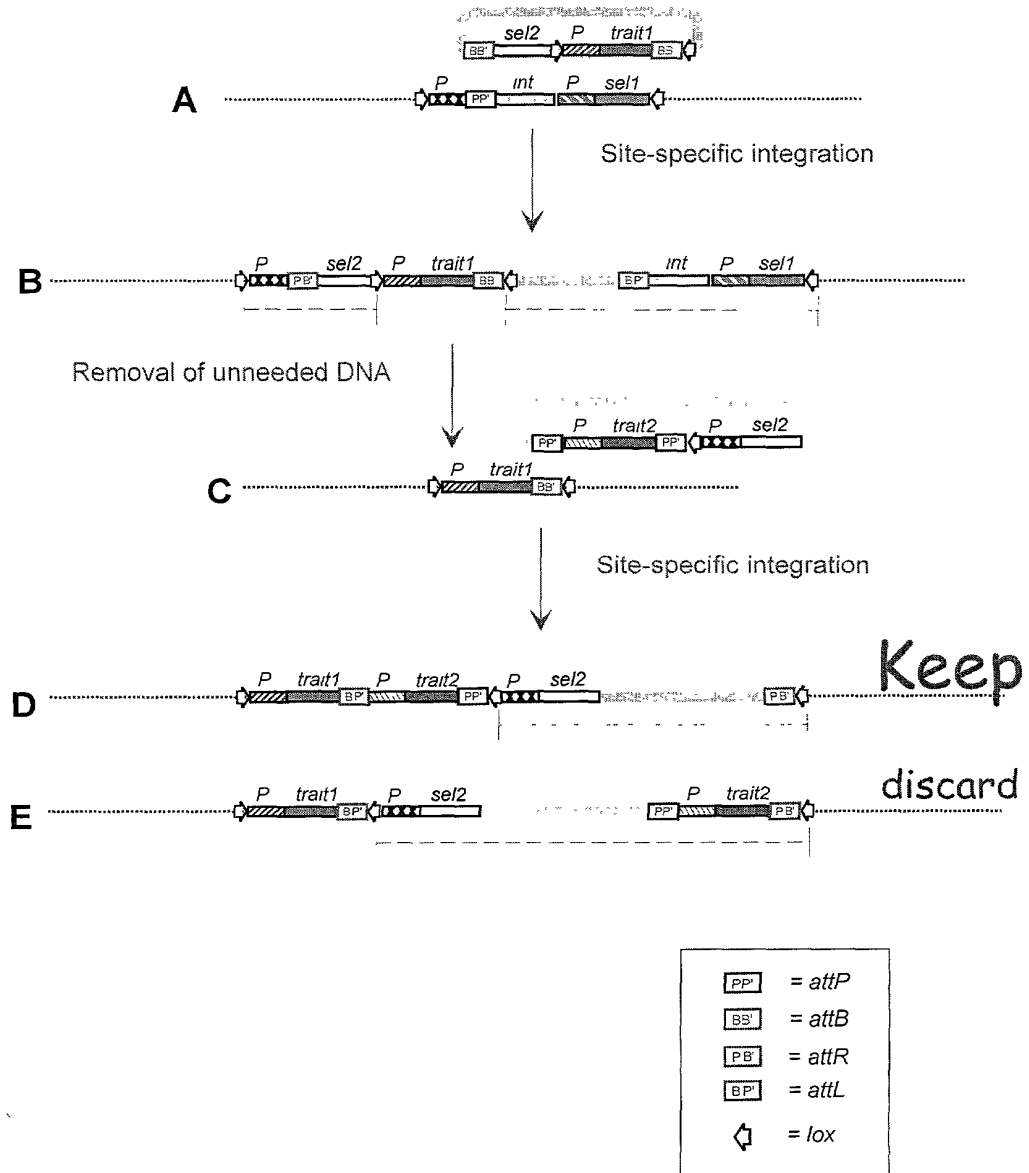 sel2 P trait1
BB' BB'
P int P sel1
A PP'
Site-specific integration
P sel2 P trait1 int P sel1
B PB' BB' BP'
Removal of unneeded DNA
P trait2 P sel2
PP' PP'
P trait1
C BB'
Site-specific integration
Keep
P trait1 P trait2 P sel2
D BP' PP' PB'
discard
P trait1 P sel2 P trait2
E BP' PP' PB'
PP' = attP
BB' = attB
PB' = attR
BP' = attL
= lox